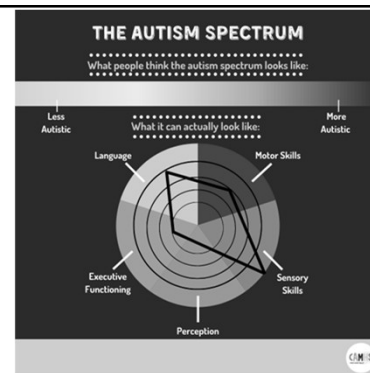 THE AUTISM SPECTRUM
What people think the autism spectrum looks like:
Less
Autistic
More
Autistic
What it can actually look like:
Language
Motor Skills
Executive
Functioning
Sensory
Skills
Perception